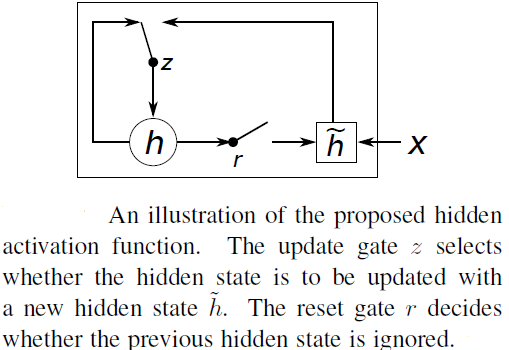 z
h
r
h̃
X
An illustration of the proposed hidden
activation function. The update gate z selects
whether the hidden state is to be updated with
a new hidden state h̃. The reset gate r decides
whether the previous hidden state is ignored.